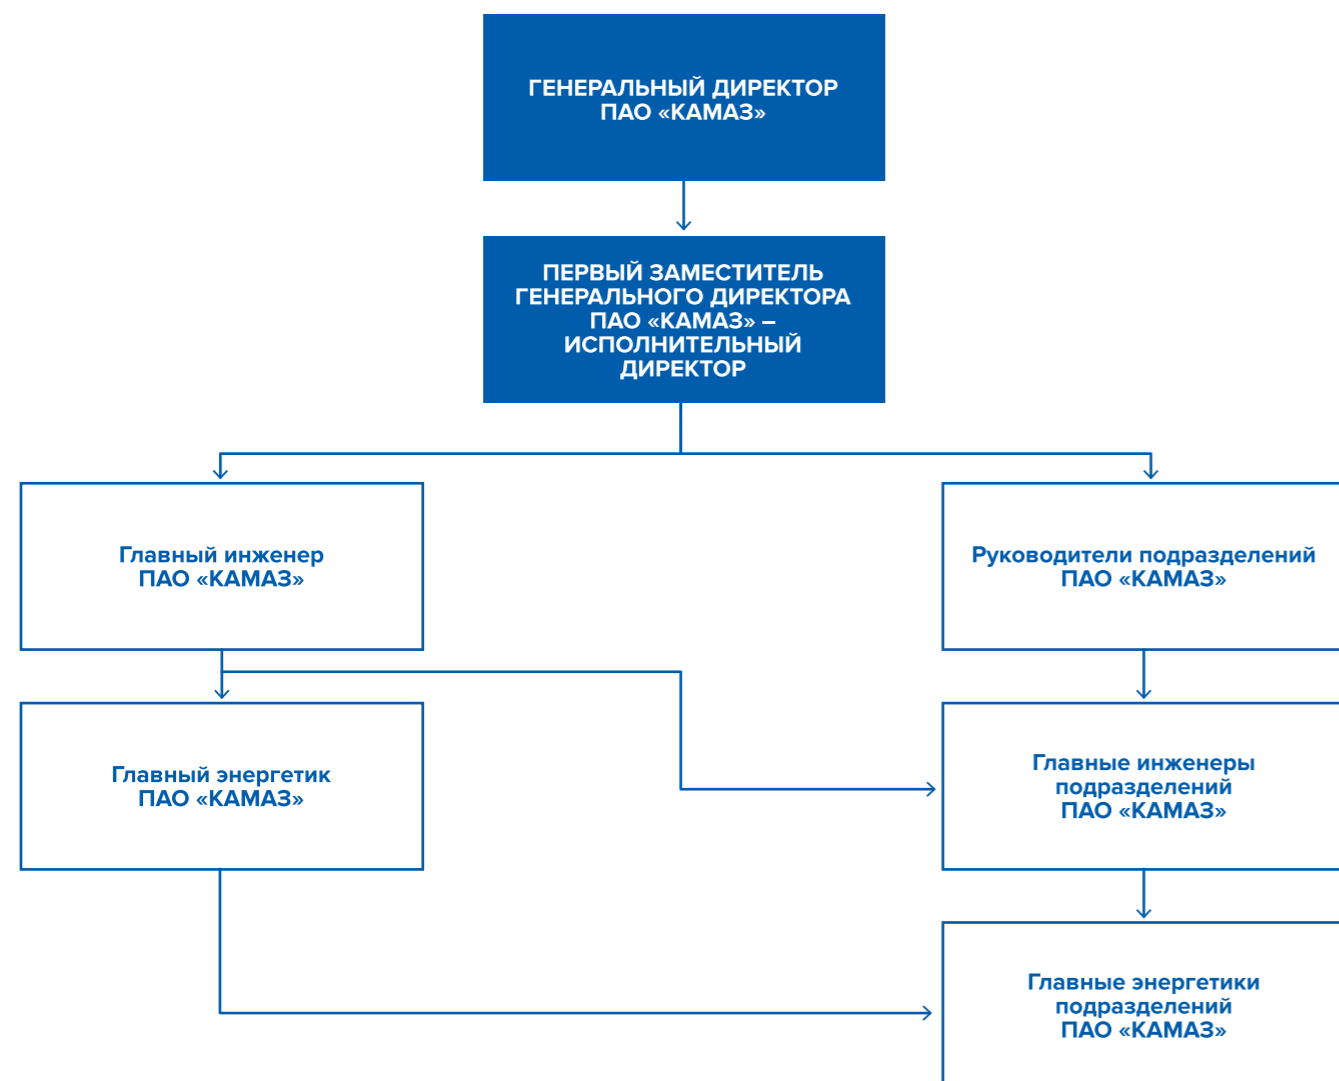 ГЕНЕРАЛЬНЫЙ ДИРЕКТОР
ПАО «КАМАЗ»
ПЕРВЫЙ ЗАМЕСТИТЕЛЬ
ГЕНЕРАЛЬНОГО ДИРЕКТОРА
ПАО «КАМАЗ» –
ИСПОЛНИТЕЛЬНЫЙ
ДИРЕКТОР
Главный инженер
ПАО «КАМАЗ»
Руководители подразделений
ПАО «КАМАЗ»
Главный энергетик
ПАО «КАМАЗ»
Главные инженеры
подразделений
ПАО «КАМАЗ»
Главные энергетики
подразделений
ПАО «КАМАЗ»